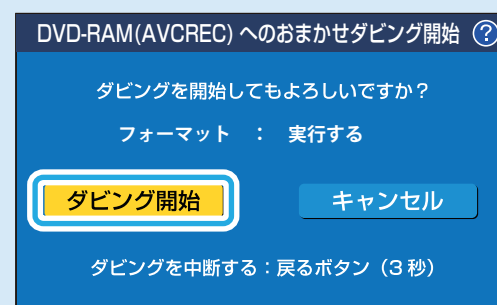 DVD-RAM(AVCREC) へのおまかせダビング開始 ?
ダビングを開始してもよろしいですか？
フォーマット ： 実行する
ダビング開始 キャンセル
ダビングを中断する：戻るボタン（3 秒）